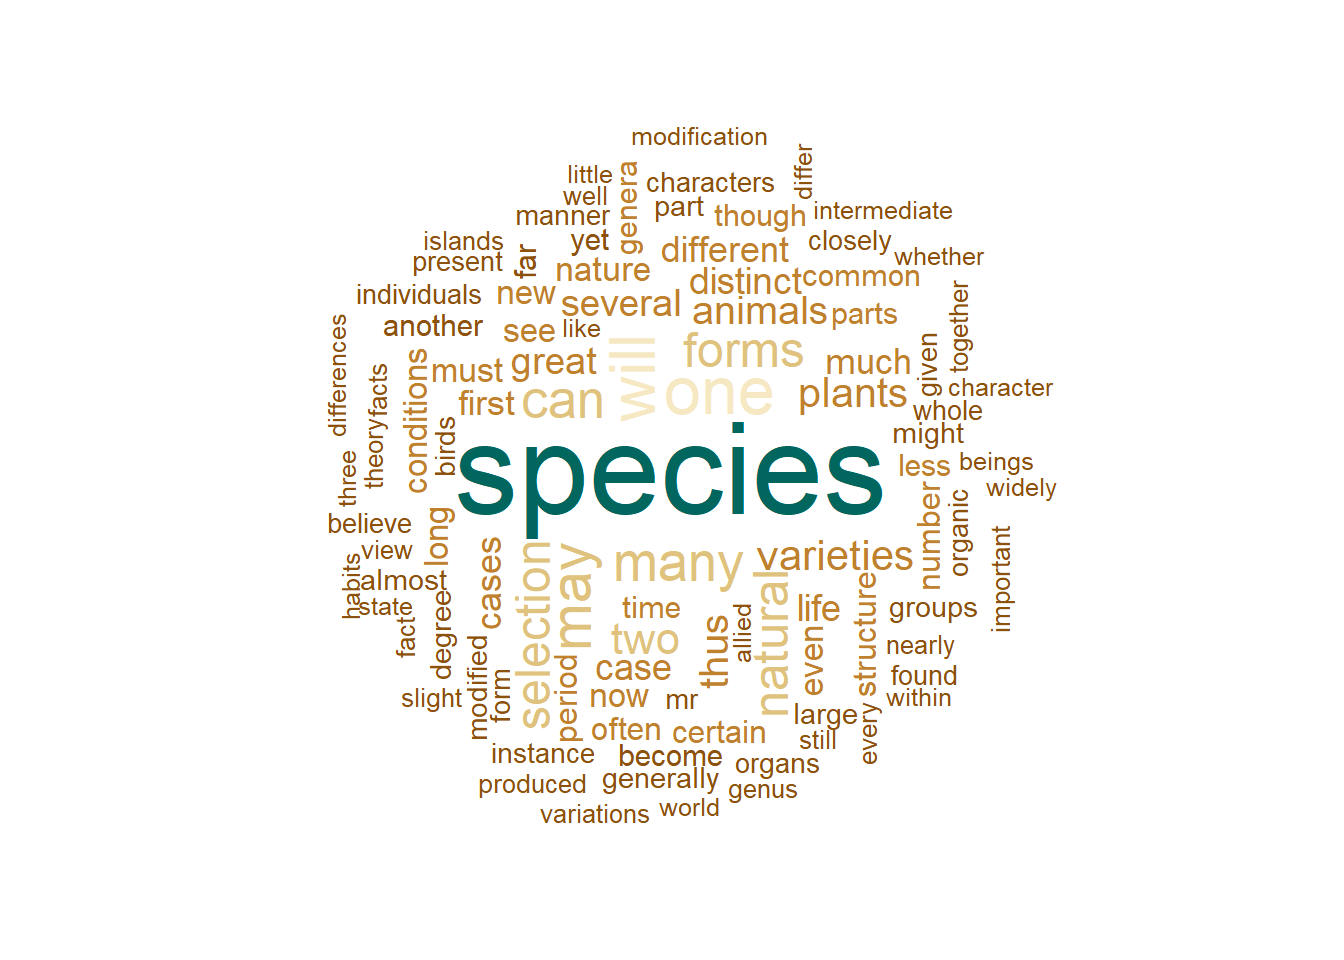 modification
little
differ
genera
characters
well
part
manner
though
intermediate
islands
yet
different
closely
present
far
nature
whether
distinct
common
individuals
new
several
animals
parts
together
another
see
like
differences
will
forms
much
given
must
great
conditions
facts
theory
one
plants
character
first
can
whole
birds
might
species
less
beings
three
widely
number
organic
believe
long
important
view
cases
selection
may
many
varieties
habits
almost
natural
structure
state
time
life
groups
fact
degree
two
allied
thus
even
nearly
modified
form
period
case
found
slight
now
mr
within
large
every
often
certain
still
instance
become
organs
produced
generally
genus
variations
world